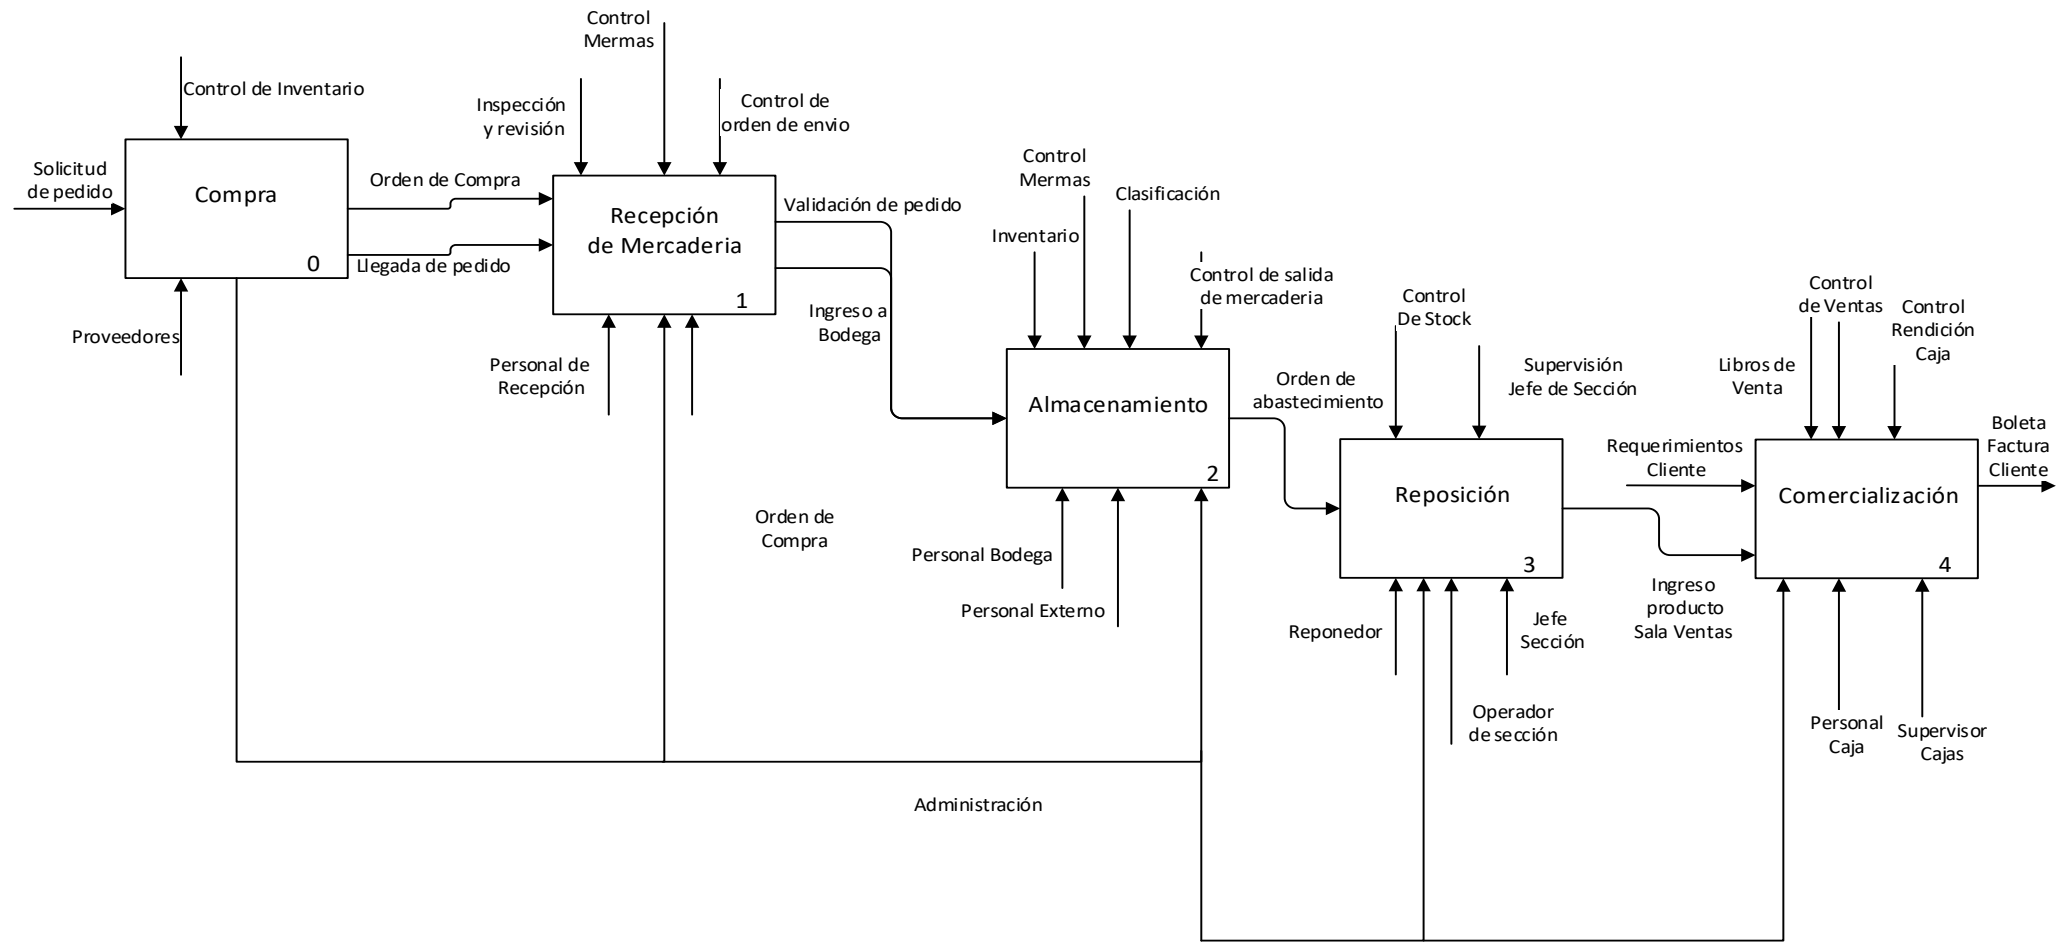 Control
Mermas
Control de Inventario
Inspección
y revisión
Control de
orden de envio
Solicitud
de pedido
Compra
0
Orden de Compra
Llegada de pedido
Proveedores
Recepción
de Mercaderia
1
Validación de pedido
Ingreso a
Bodega
Personal de
Recepción
Control
Mermas
Clasificación
Inventario
Control de salida
de mercaderia
Almacenamiento
2
Orden de
Compra
Personal Bodega
Personal Externo
Orden de
abastecimiento
Control
De Stock
Supervisión
Jefe de Sección
Reposición
3
Reponedor
Jefe
Sección
Operador
de sección
Ingreso
producto
Sala Ventas
Requerimientos
Cliente
Libros de
Venta
Control
de Ventas
Control
Rendición
Caja
Comercialización
4
Boleta
Factura
Cliente
Personal
Caja
Supervisor
Cajas
Administración